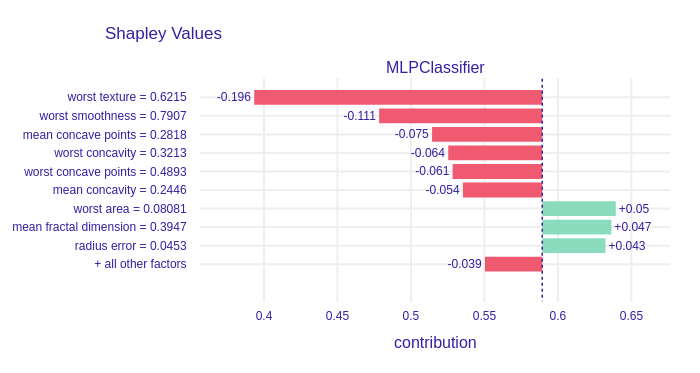 Shapley Values
MLPClassifier
worst texture = 0.6215 -0.196
worst smoothness = 0.7907 -0.111
mean concave points = 0.2818 -0.075
worst concavity = 0.3213 -0.064
worst concave points = 0.4893 -0.061
mean concavity = 0.2446 -0.054
worst area = 0.08081 +0.05
mean fractal dimension = 0.3947 +0.047
radius error = 0.0453 +0.043
+ all other factors -0.039
0.4 0.45 0.5 0.55 0.6 0.65
contribution